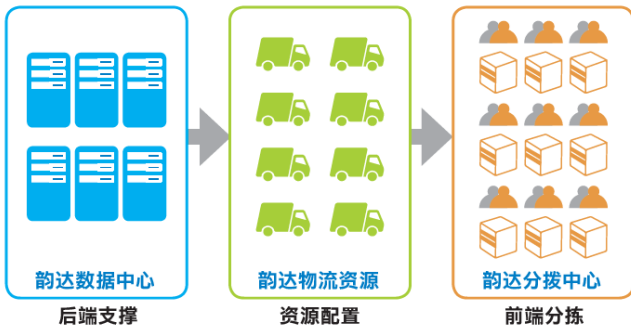 韵达数据中心
韵达物流资源
韵达分拨中心
后端支撑
资源配置
前端分拣